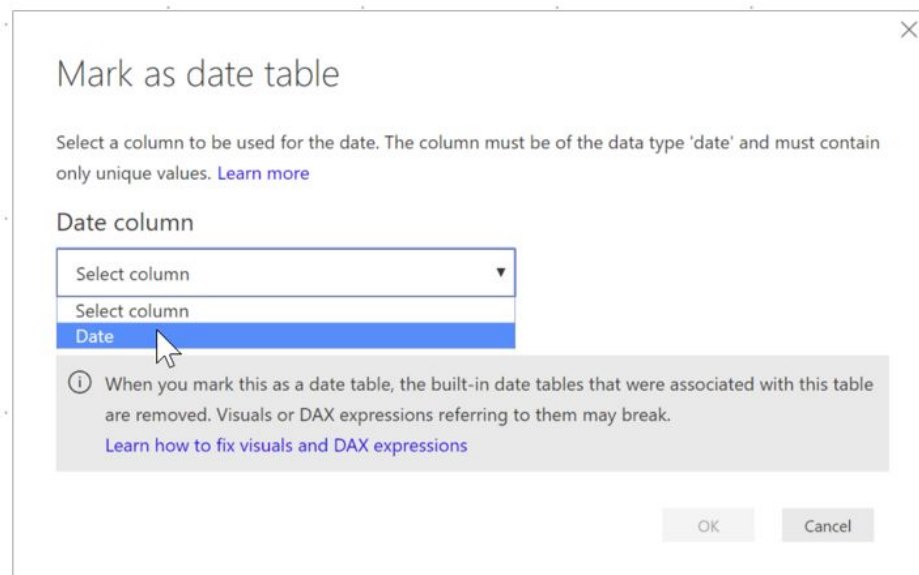 Mark as date table
Select a column to be used for the date. The column must be of the data type 'date' and must contain
only unique values. Learn more
Date column
Select column
Select column
Date
When you mark this as a date table, the built-in date tables that were associated with this table
are removed. Visuals or DAX expressions referring to them may break.
Learn how to fix visuals and DAX expressions
OK Cancel